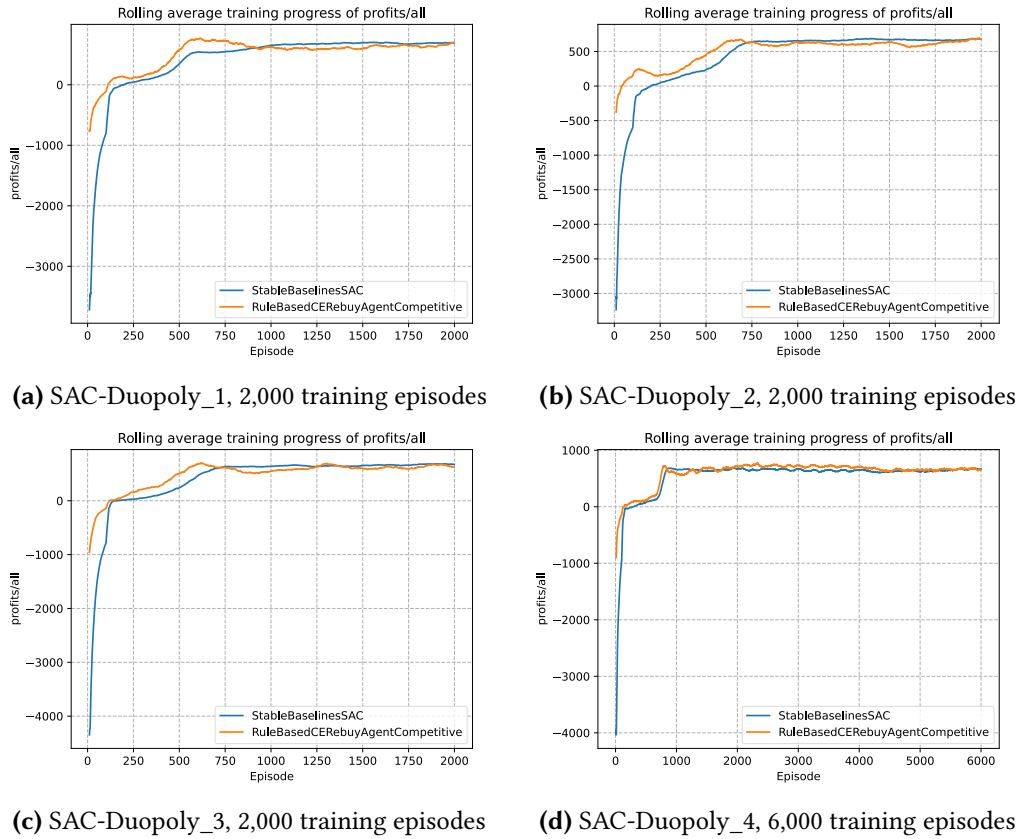 Rolling average training progress of profits/all
profits/all
0
−1000
−2000
−3000
0 250 500 750 1000 1250 1500 1750 2000
Episode
StableBaselinesSAC
RuleBasedCERebuyAgentCompetitive
(a) SAC-Duopoly_1, 2,000 training episodes
Rolling average training progress of profits/all
profits/all
500
0
−500
−1000
−1500
−2000
−2500
−3000
0 250 500 750 1000 1250 1500 1750 2000
Episode
StableBaselinesSAC
RuleBasedCERebuyAgentCompetitive
(b) SAC-Duopoly_2, 2,000 training episodes
Rolling average training progress of profits/all
profits/all
0
−1000
−2000
−3000
−4000
0 250 500 750 1000 1250 1500 1750 2000
Episode
StableBaselinesSAC
RuleBasedCERebuyAgentCompetitive
(c) SAC-Duopoly_3, 2,000 training episodes
Rolling average training progress of profits/all
profits/all
1000
0
−1000
−2000
−3000
−4000
0 1000 2000 3000 4000 5000 6000
Episode
StableBaselinesSAC
RuleBasedCERebuyAgentCompetitive
(d) SAC-Duopoly_4, 6,000 training episodes